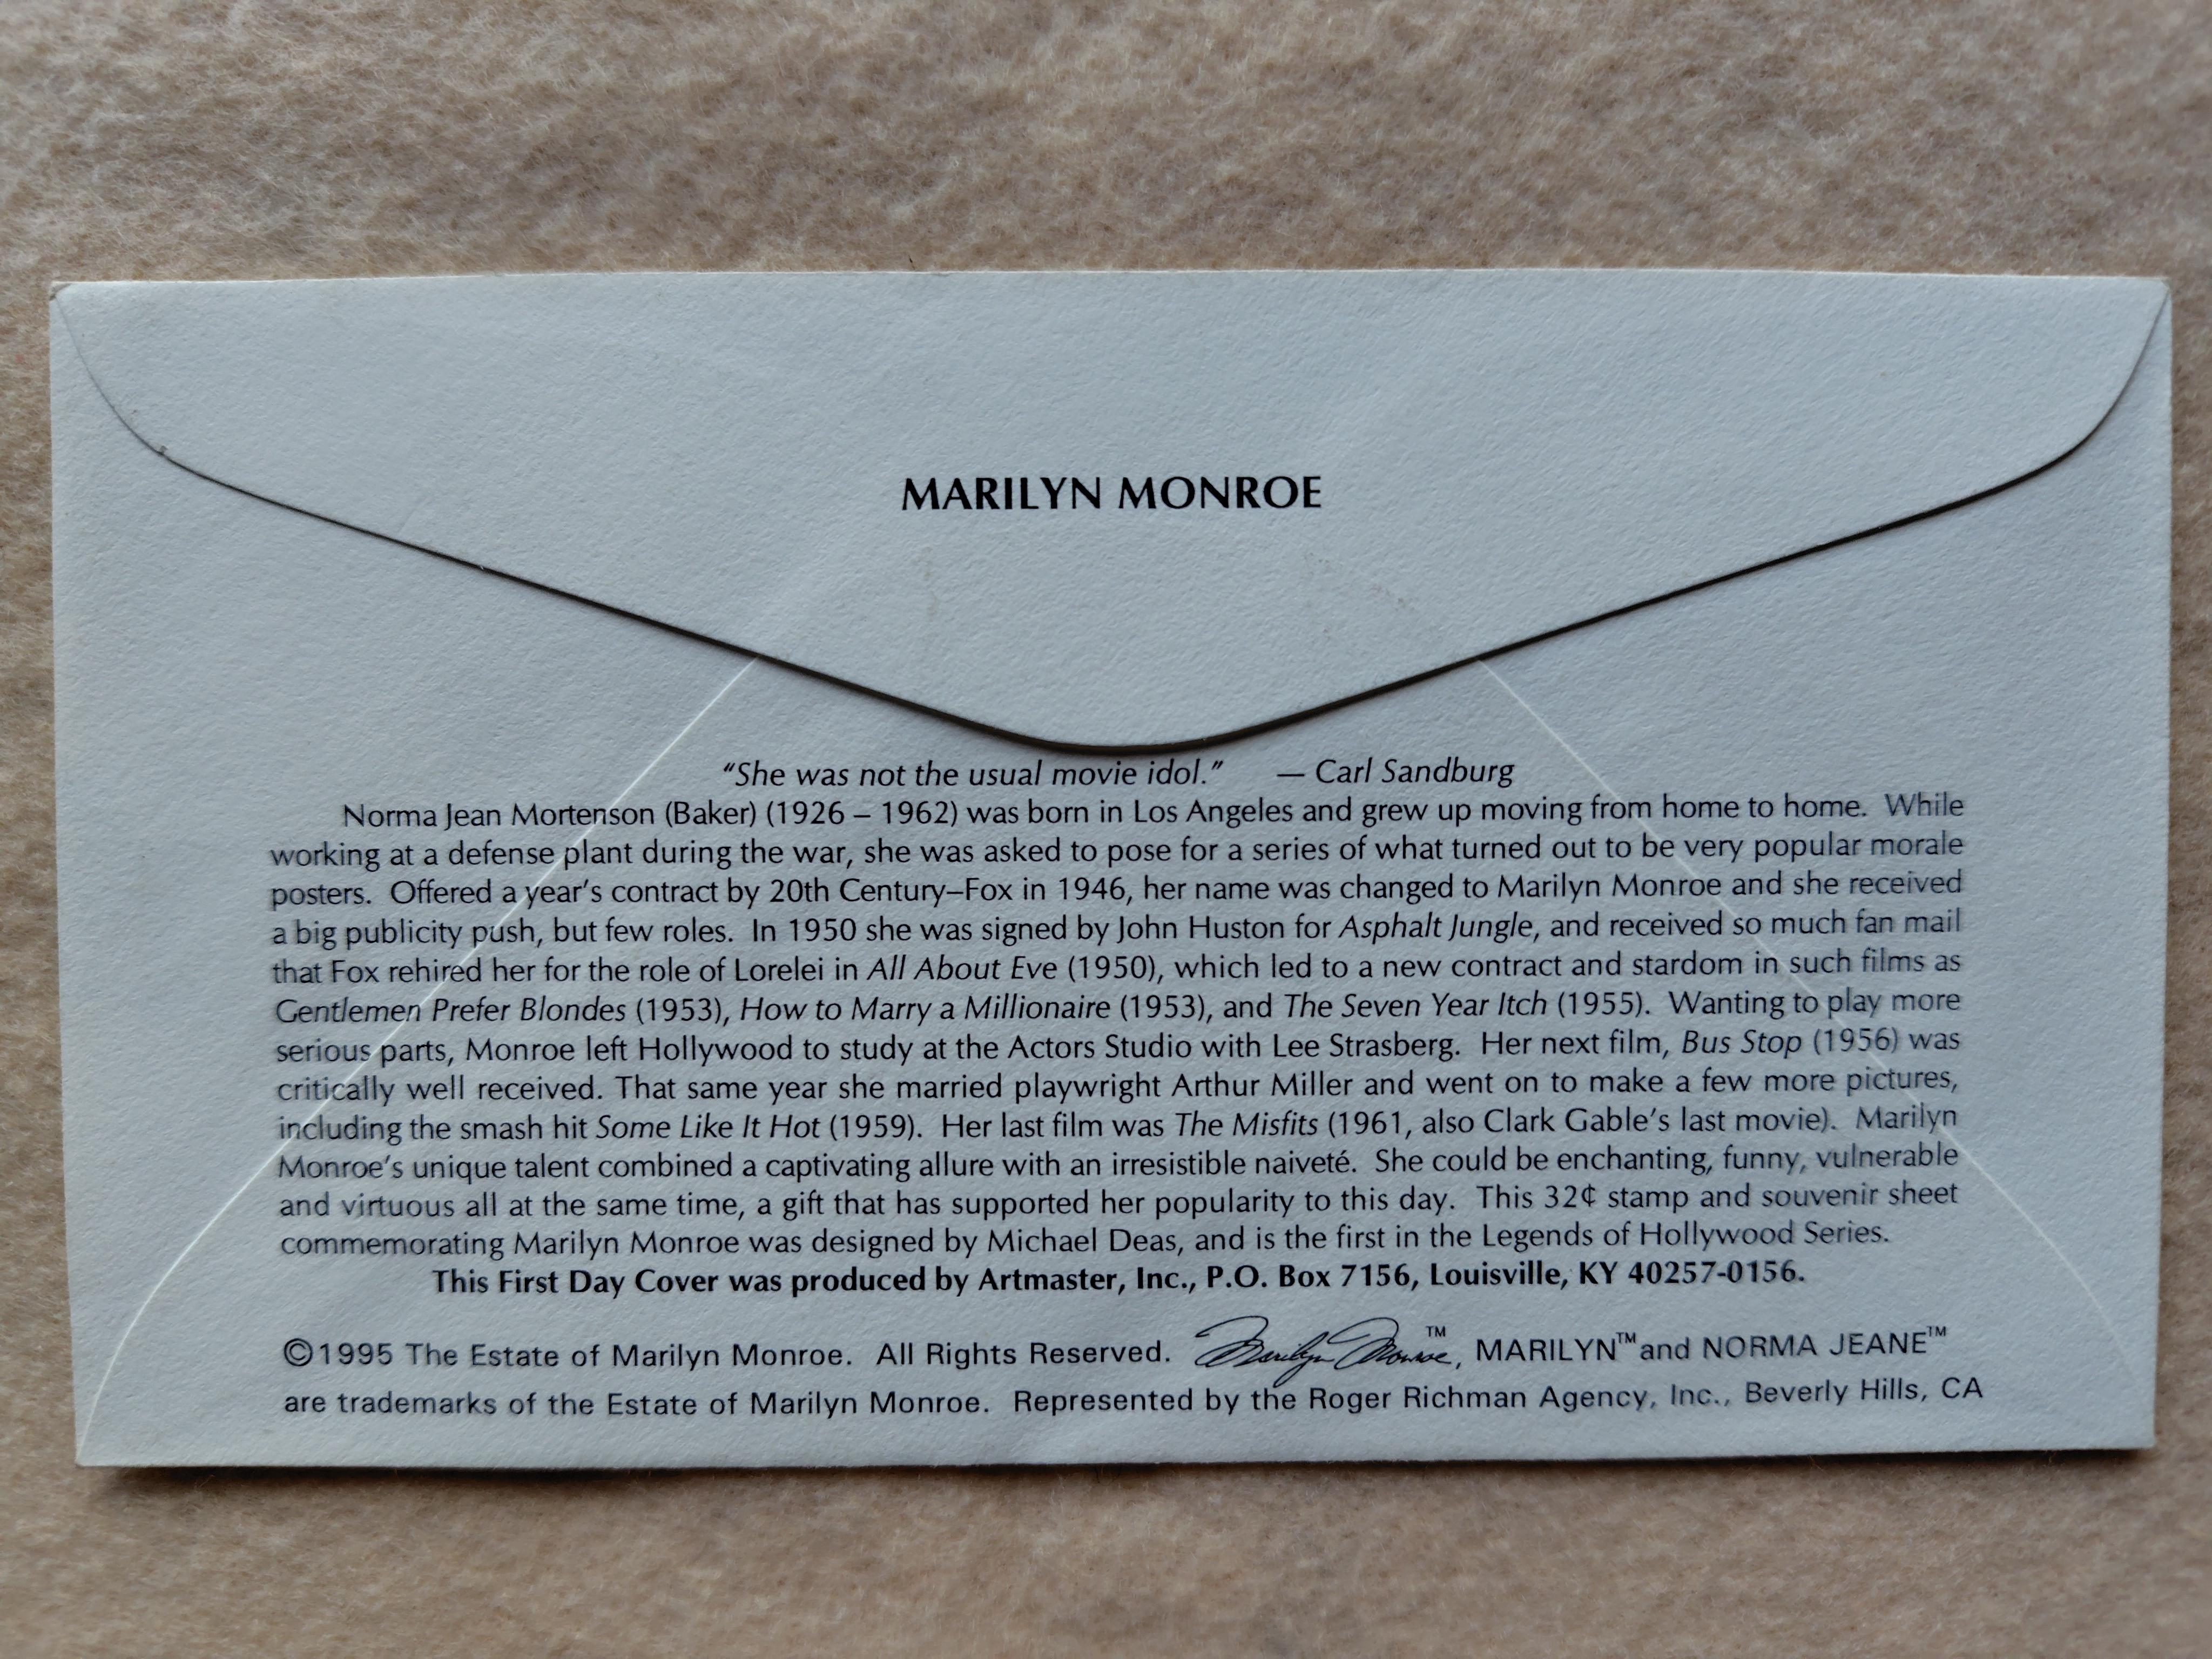 MARILYN MONROE
"She was not the usual movie idol." — Carl Sandburg
Norma Jean Mortenson (Baker) (1926 – 1962) was born in Los Angeles and grew up moving from home to home. While
working at a defense plant during the war, she was asked to pose for a series of what turned out to be very popular morale
posters. Offered a year's contract by 20th Century–Fox in 1946, her name was changed to Marilyn Monroe and she received
a big publicity push, but few roles. In 1950 she was signed by John Huston for Asphalt Jungle, and received so much fan mail
that Fox rehired her for the role of Lorelei in All About Eve (1950), which led to a new contract and stardom in such films as
Gentlemen Prefer Blondes (1953), How to Marry a Millionaire (1953), and The Seven Year Itch (1955). Wanting to play more
serious parts, Monroe left Hollywood to study at the Actors Studio with Lee Strasberg. Her next film, Bus Stop (1956) was
critically well received. That same year she married playwright Arthur Miller and went on to make a few more pictures,
including the smash hit Some Like It Hot (1959). Her last film was The Misfits (1961, also Clark Gable's last movie). Marilyn
Monroe's unique talent combined a captivating allure with an irresistible naiveté. She could be enchanting, funny, vulnerable
and virtuous all at the same time, a gift that has supported her popularity to this day. This 32¢ stamp and souvenir sheet
commemorating Marilyn Monroe was designed by Michael Deas, and is the first in the Legends of Hollywood Series.
This First Day Cover was produced by Artmaster, Inc., P.O. Box 7156, Louisville, KY 40257-0156.
©1995 The Estate of Marilyn Monroe. All Rights Reserved. Marilyn Monroe™, MARILYN™ and NORMA JEANE™
are trademarks of the Estate of Marilyn Monroe. Represented by the Roger Richman Agency, Inc., Beverly Hills, CA